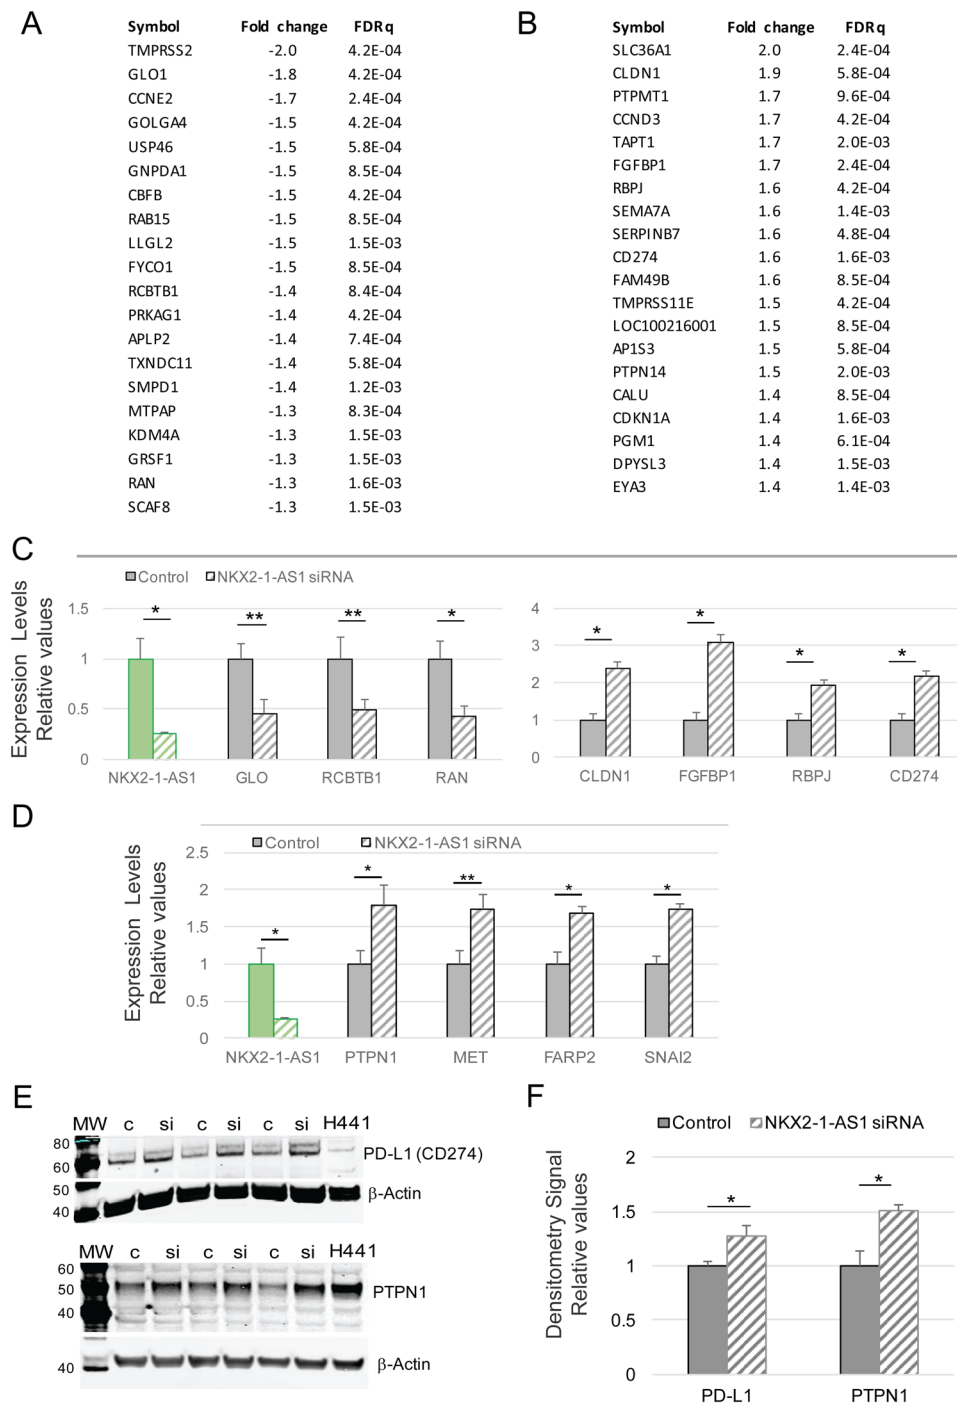 A
Symbol Fold change FDRq
TMPRSS2 -2.0 4.2E-04
GLO1 -1.8 4.2E-04
CCNE2 -1.7 2.4E-04
GOLGA4 -1.5 4.2E-04
USP46 -1.5 5.8E-04
GNPDA1 -1.5 8.5E-04
CBFB -1.5 4.2E-04
RAB15 -1.5 8.5E-04
LLGL2 -1.5 1.5E-03
FYCO1 -1.5 8.5E-04
RCBTB1 -1.4 8.4E-04
PRKAG1 -1.4 4.2E-04
APLP2 -1.4 7.4E-04
TXNDC11 -1.4 5.8E-04
SMPD1 -1.4 1.2E-03
MTPAP -1.3 8.3E-04
KDM4A -1.3 1.5E-03
GRSF1 -1.3 1.5E-03
RAN -1.3 1.6E-03
SCAF8 -1.3 1.5E-03
B
Symbol Fold change FDRq
SLC36A1 2.0 2.4E-04
CLDN1 1.9 5.8E-04
PTPMT1 1.7 9.6E-04
CCND3 1.7 4.2E-04
TAPT1 1.7 2.0E-03
FGFBP1 1.7 2.4E-04
RBPJ 1.6 4.2E-04
SEMA7A 1.6 1.4E-03
SERPINB7 1.6 4.8E-04
CD274 1.6 1.6E-03
FAM49B 1.6 8.5E-04
TMPRSS11E 1.5 4.2E-04
LOC100216001 1.5 8.5E-04
AP1S3 1.5 5.8E-04
PTPN14 1.5 2.0E-03
CALU 1.4 8.5E-04
CDKN1A 1.4 1.6E-03
PGM1 1.4 6.1E-04
DPYSL3 1.4 1.5E-03
EYA3 1.4 1.4E-03
C
Control NKX2-1-AS1 siRNA
Expression Levels
Relative values
1.5
1
0.5
0
* ** ** *
NKX2-1-AS1 GLO RCBTB1 RAN
4
3
2
1
0
* * * *
CLDN1 FGFBP1 RBPJ CD274
D
Control NKX2-1-AS1 siRNA
Expression Levels
Relative values
2.5
2
1.5
1
0.5
0
* * ** * *
NKX2-1-AS1 PTPN1 MET FARP2 SNAI2
E
MW c si c si c si H441
80
60
PD-L1 (CD274)
50
40
β-Actin
MW c si c si c si H441
60
50
40
PTPN1
40
β-Actin
F
Control NKX2-1-AS1 siRNA
Densitometry Signal
Relative values
2
1.5
1
0.5
0
* *
PD-L1 PTPN1